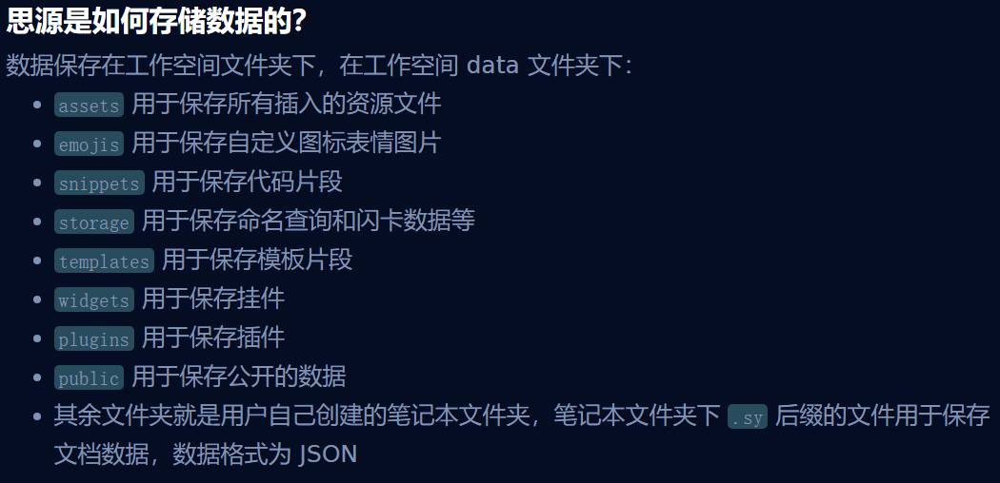 思源是如何存储数据的?
数据保存在工作空间文件夹下，在工作空间 data 文件夹下：
assets 用于保存所有插入的资源文件
emojis 用于保存自定义图标表情图片
snippets 用于保存代码片段
storage 用于保存命名查询和闪卡数据等
templates 用于保存模板片段
widgets 用于保存挂件
plugins 用于保存插件
public 用于保存公开的数据
其余文件夹就是用户自己创建的笔记本文件夹，笔记本文件夹下 .sy 后缀的文件用于保存
文档数据，数据格式为 JSON